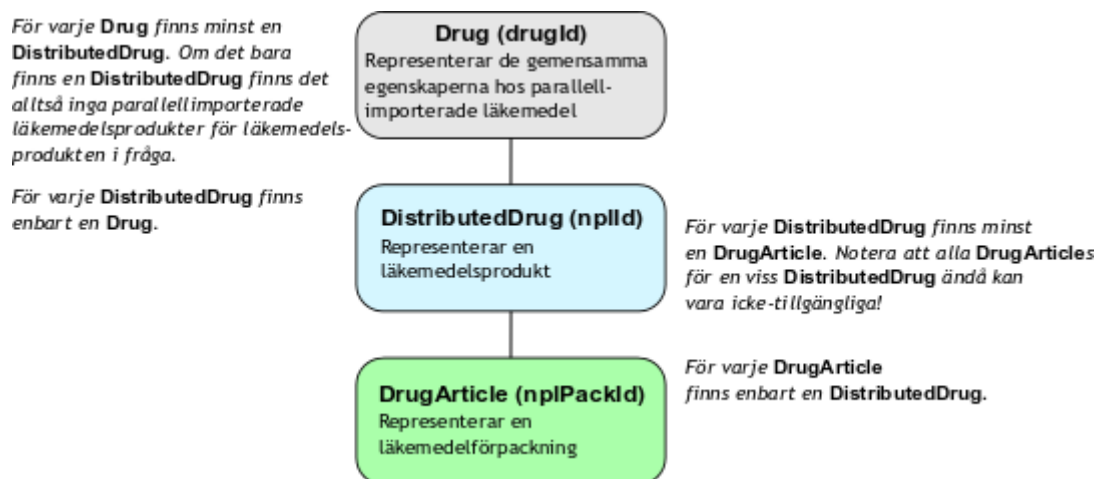 För varje Drug finns minst en
DistributedDrug. Om det bara
finns en DistributedDrug finns det
alltså inga parallellimporterade
läkemedelsprodukter för läkemedels-
produkten i fråga.
För varje DistributedDrug finns
enbart en Drug.
Drug (drugId)
Representerar de gemensamma
egenskaperna hos parallell-
importerade läkemedel
DistributedDrug (nplId)
Representerar en
läkemedelsprodukt
För varje DistributedDrug finns minst
en DrugArticle. Notera att alla DrugArticles
för en viss DistributedDrug ändå kan
vara icke-tillgängliga!
DrugArticle (nplPackId)
Representerar en
läkemedelförpackning
För varje DrugArticle
finns enbart en DistributedDrug.